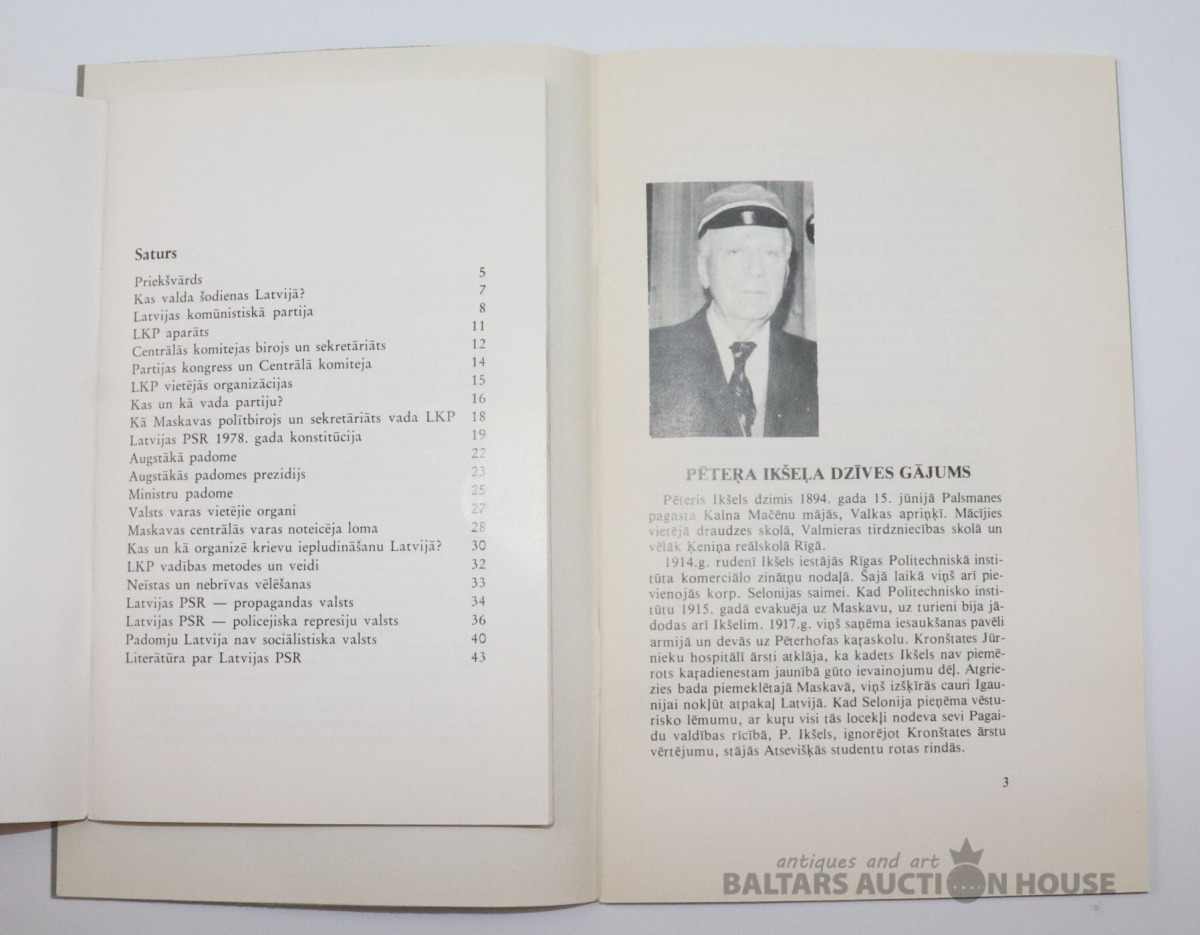 Saturs
Priekšvārds 5
Kas valda šodienas Latvijā? 7
Latvijas komūnistiskā partija 8
LKP aparāts 11
Centrālās komitejas birojs un sekretāriāts 12
Partijas kongress un Centrālā komiteja 14
LKP vietējās organizācijas 15
Kas un kā vada partiju? 16
Kā Maskavas polītbirojs un sekretāriāts vada LKP 18
Latvijas PSR 1978. gada konstitūcija 19
Augstākā padome 22
Augstākās padomes prezidijs 23
Ministru padome 25
Valsts varas vietējie organi 27
Maskavas centrālās varas noteicēja loma 28
Kas un kā organizē krievu iepludināšanu Latvijā? 30
LKP vadības metodes un veidi 32
Neīstas un nebrīvas vēlēšanas 33
Latvijas PSR — propagandas valsts 34
Latvijas PSR — policejiska represiju valsts 36
Padomju Latvija nav sociālistiska valsts 40
Literātūra par Latvijas PSR 43
PĒTEŖA IKŠEĻA DZĪVES GĀJUMS
Pēteris Ikšels dzimis 1894. gada 15. jūnijā Palsmanes
pagasta Kalna Mačēnu mājās, Valkas apriņķī. Mācījies
vietējā draudzes skolā, Valmieras tirdzniecības skolā un
vēlāk Ķeniņa reālskolā Rīgā.
1914.g. rudenī Ikšels iestājās Rīgas Politechniskā insti-
tūta komerciālo zinātņu nodaļā. Šajā laikā viņš arī pie-
vienojās korp. Selonijas saimei. Kad Politechnisko insti-
tūtu 1915. gadā evakuēja uz Maskavu, uz turieni bija jā-
dodas arī Ikšelim. 1917.g. viņš saņēma iesaukšanas pavēli
armijā un devās uz Pēterhofas kaŗaskolu. Kronštates Jūr-
nieku hospitālī ārsti atklāja, ka kadets Ikšels nav piemē-
rots kaŗadienestam jaunībā gūto ievainojumu dēļ. Atgrie-
zies bada piemeklētajā Maskavā, viņš izšķīrās cauri Igau-
nijai nokļūt atpakaļ Latvijā. Kad Selonija pieņēma vēstu-
risko lēmumu, ar kuŗu visi tās locekļi nodeva sevi Pagai-
du valdības rīcībā, P. Ikšels, ignorējot Kronštates ārstu
vērtējumu, stājās Atsevišķās studentu rotas rindās.
3
antiques and art
BALTARS AUCTION HOUSE